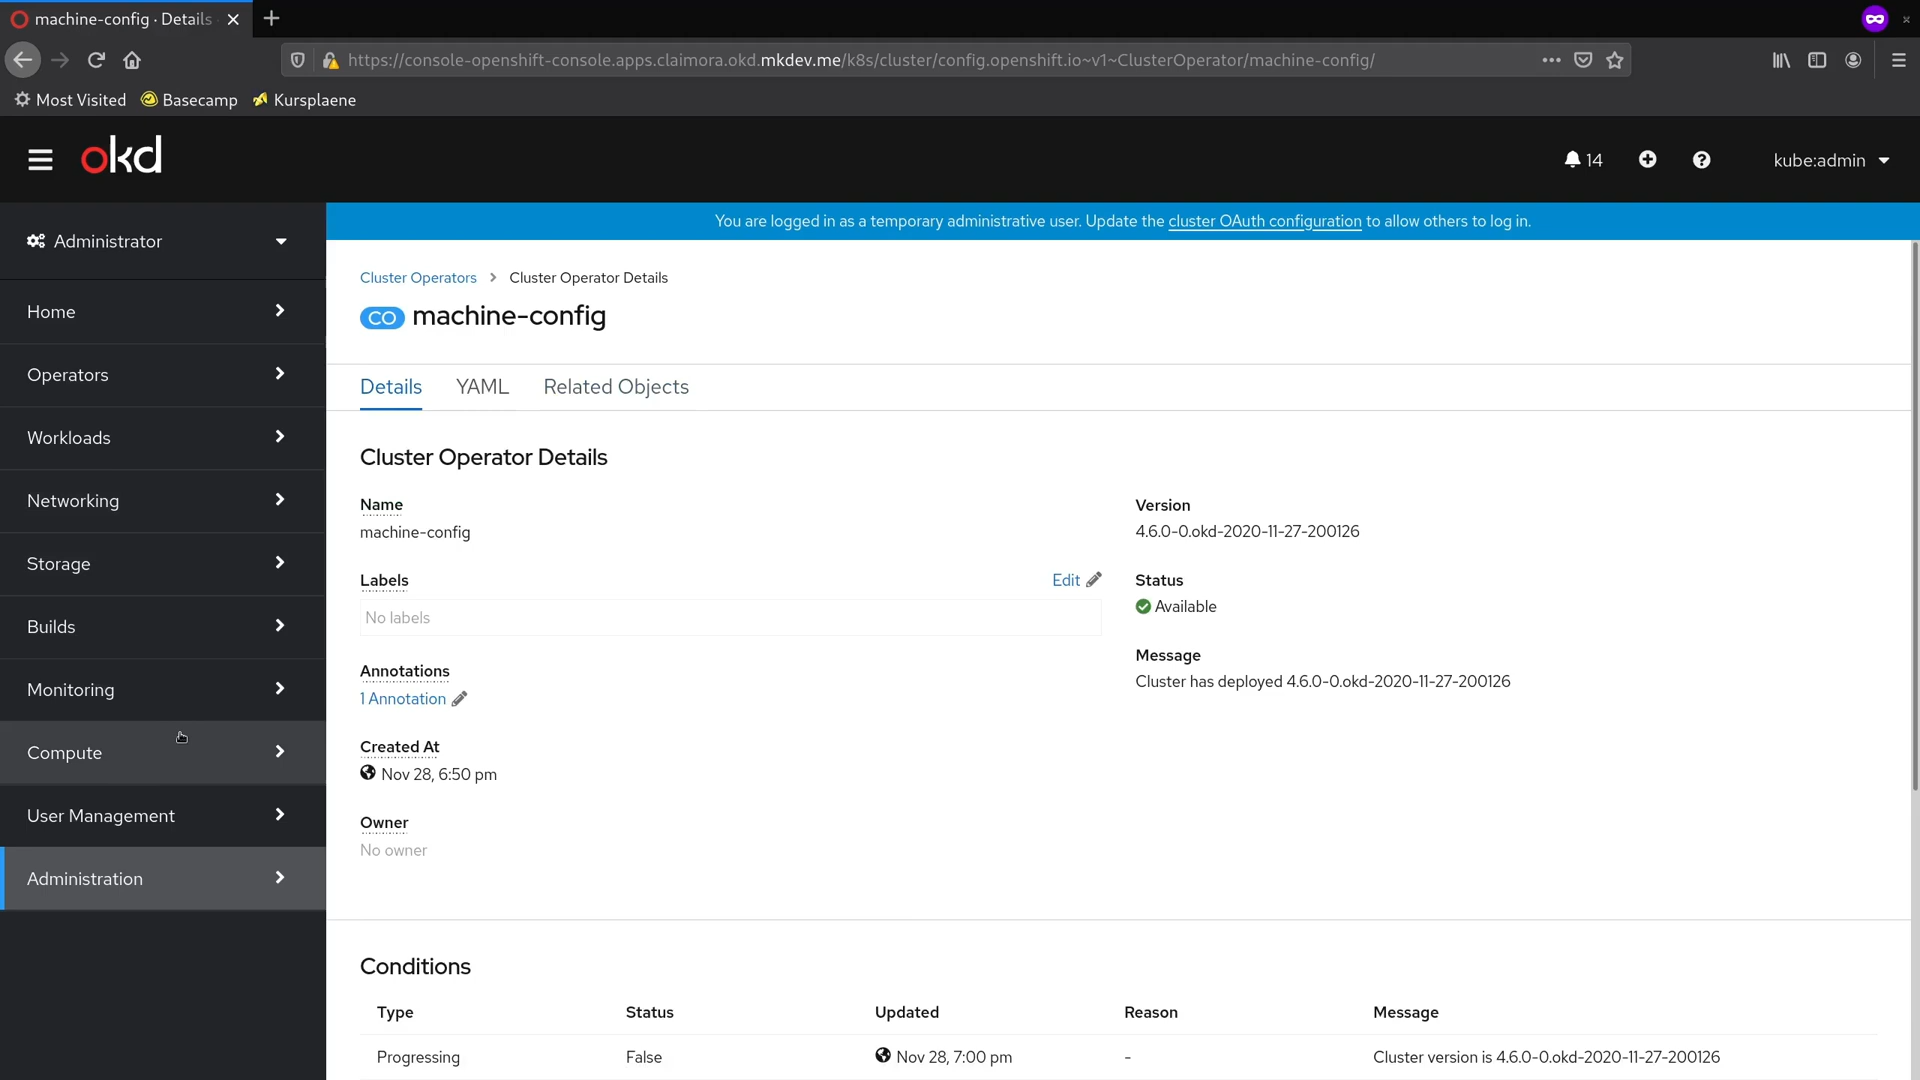 machine-config · Details
https://console-openshift-console.apps.claimora.okd.mkdev.me/k8s/cluster/config.openshift.io~v1~ClusterOperator/machine-config/
Most Visited Basecamp Kursplaene
okd
14
kube:admin
Administrator
Home
Operators
Workloads
Networking
Storage
Builds
Monitoring
Compute
User Management
Administration
You are logged in as a temporary administrative user. Update the cluster OAuth configuration to allow others to log in.
Cluster Operators > Cluster Operator Details
CO machine-config
Details YAML Related Objects
Cluster Operator Details
Name
machine-config
Labels Edit
No labels
Annotations
1 Annotation
Created At
Nov 28, 6:50 pm
Owner
No owner
Version
4.6.0-0.okd-2020-11-27-200126
Status
Available
Message
Cluster has deployed 4.6.0-0.okd-2020-11-27-200126
Conditions
Type Status Updated Reason Message
Progressing False Nov 28, 7:00 pm - Cluster version is 4.6.0-0.okd-2020-11-27-200126